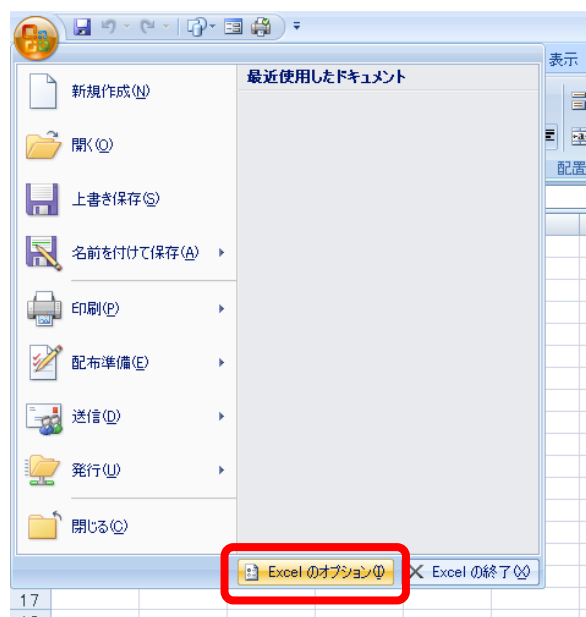 表示
最近使用したドキュメント
新規作成(N)
開く(O)
上書き保存(S)
名前を付けて保存(A)
印刷(P)
配布準備(E)
送信(D)
発行(U)
閉じる(C)
配置
Excel のオプション(I)
Excel の終了(X)
17